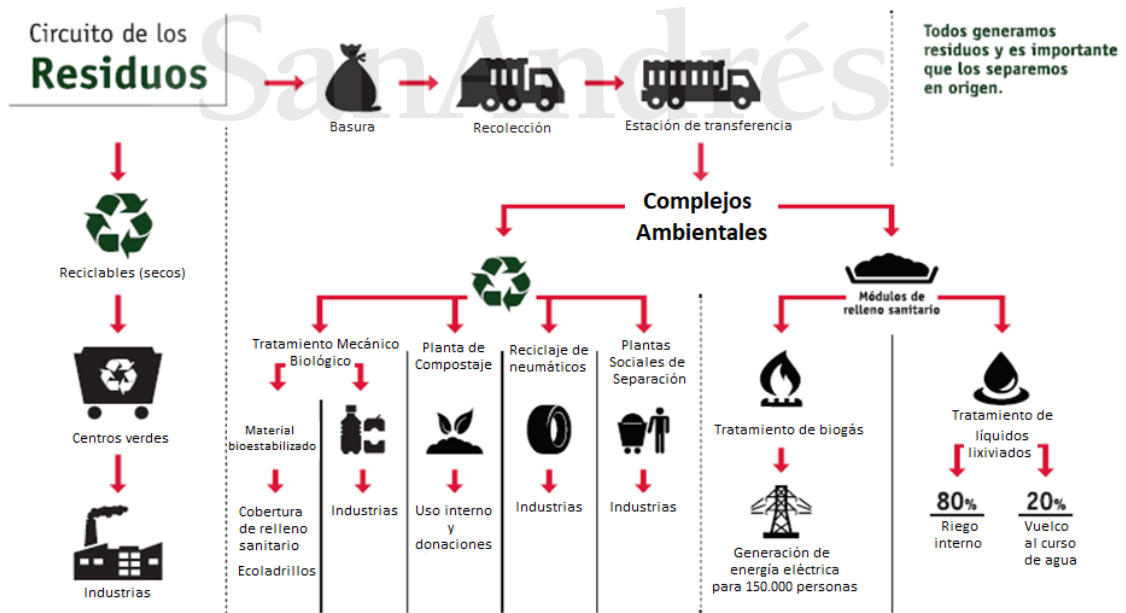 SanAndrés
Circuito de los
Residuos
Basura
Recolección
Estación de transferencia
Todos generamos
residuos y es importante
que los separemos
en origen.
Reciclables (secos)
Centros verdes
Industrias
Complejos
Ambientales
Tratamiento Mecánico
Biológico
Material
bioestabilizado
Cobertura
de relleno
sanitario
Ecoladrillos
Industrias
Planta de
Compostaje
Uso interno
y
donaciones
Reciclaje de
neumáticos
Industrias
Plantas
Sociales de
Separación
Industrias
Módulos de
relleno sanitario
Tratamiento de biogás
Generación de
energía eléctrica
para 150.000 personas
Tratamiento de
líquidos
lixiviados
80%
Riego
interno
20%
Vuelco
al curso
de agua